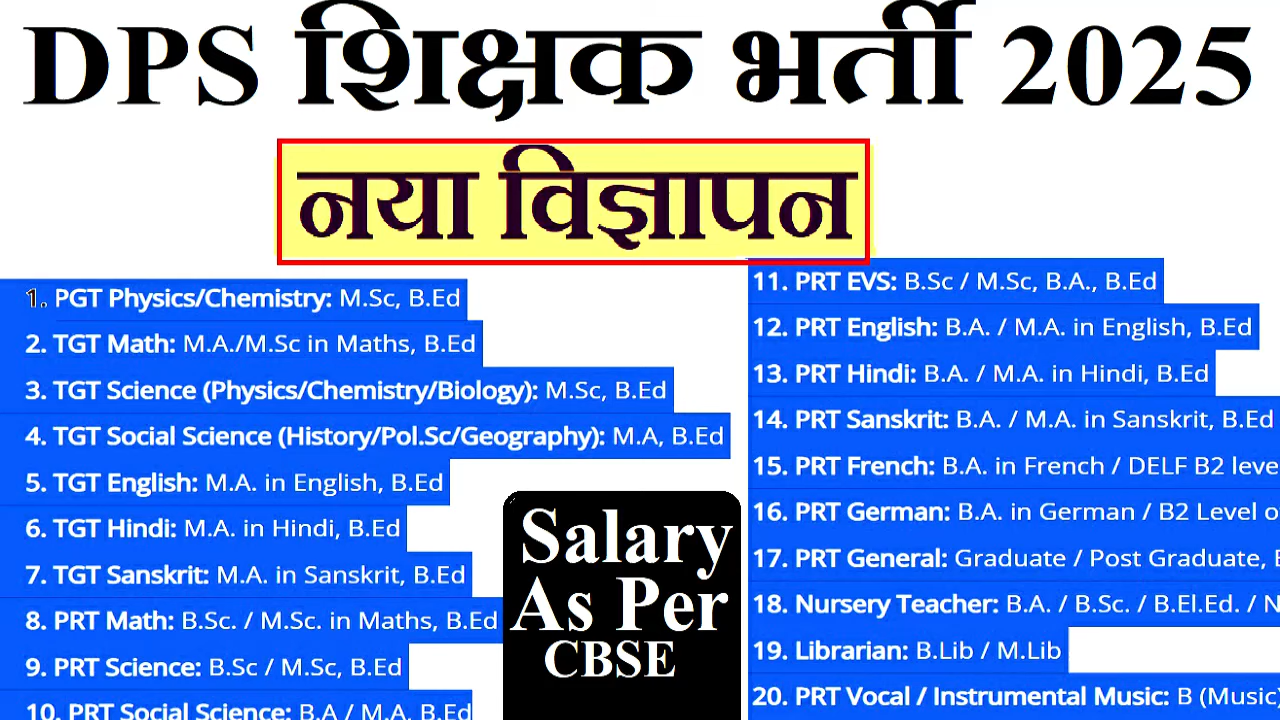 DPS शिक्षक भर्ती 2025
नया विज्ञापन
1. PGT Physics/Chemistry: M.Sc, B.Ed
2. TGT Math: M.A./M.Sc in Maths, B.Ed
3. TGT Science (Physics/Chemistry/Biology): M.Sc, B.Ed
4. TGT Social Science (History/Pol.Sc/Geography): M.A, B.Ed
5. TGT English: M.A. in English, B.Ed
6. TGT Hindi: M.A. in Hindi, B.Ed
7. TGT Sanskrit: M.A. in Sanskrit, B.Ed
8. PRT Math: B.Sc. / M.Sc. in Maths, B.Ed
9. PRT Science: B.Sc / M.Sc, B.Ed
10. PRT Social Science: B.A / M.A, B.Ed
Salary
As Per
CBSE
11. PRT EVS: B.Sc / M.Sc, B.A., B.Ed
12. PRT English: B.A. / M.A. in English, B.Ed
13. PRT Hindi: B.A. / M.A. in Hindi, B.Ed
14. PRT Sanskrit: B.A. / M.A. in Sanskrit, B.Ed
15. PRT French: B.A. in French / DELF B2 leve
16. PRT German: B.A. in German / B2 Level o
17. PRT General: Graduate / Post Graduate,
18. Nursery Teacher: B.A. / B.Sc. / B.El.Ed. / N
19. Librarian: B.Lib / M.Lib
20. PRT Vocal / Instrumental Music: B (Music)